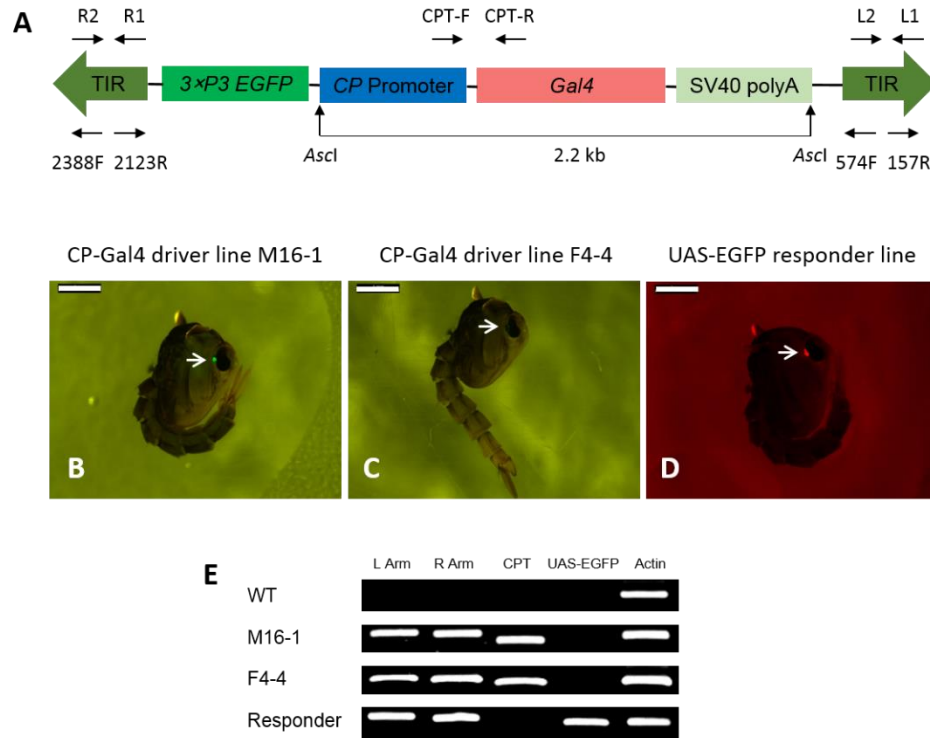 A
R2 R1 CPT-F CPT-R L2 L1
TIR 3×P3 EGFP CP Promoter Gal4 SV40 polyA TIR
2388F 2123R AscI 2.2 kb AscI 574F 157R
CP-Gal4 driver line M16-1 CP-Gal4 driver line F4-4 UAS-EGFP responder line
B C D
E L Arm R Arm CPT UAS-EGFP Actin
WT
M16-1
F4-4
Responder